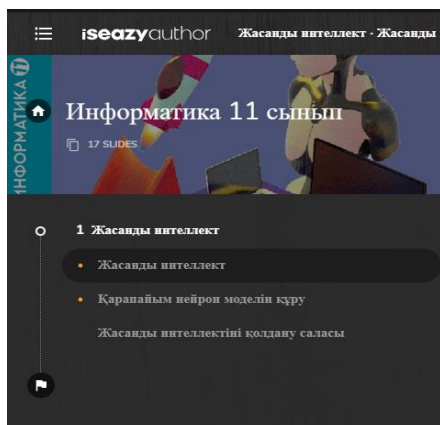 iseazyauthor Жасанды интеллект · Жасанды
ИНФОРМАТИКА
Информатика 11 сынып
17 SLIDES
1 Жасанды интеллект
• Жасанды интеллект
• Қарапайым нейрон моделін құру
Жасанды интеллектіні қолдану саласы